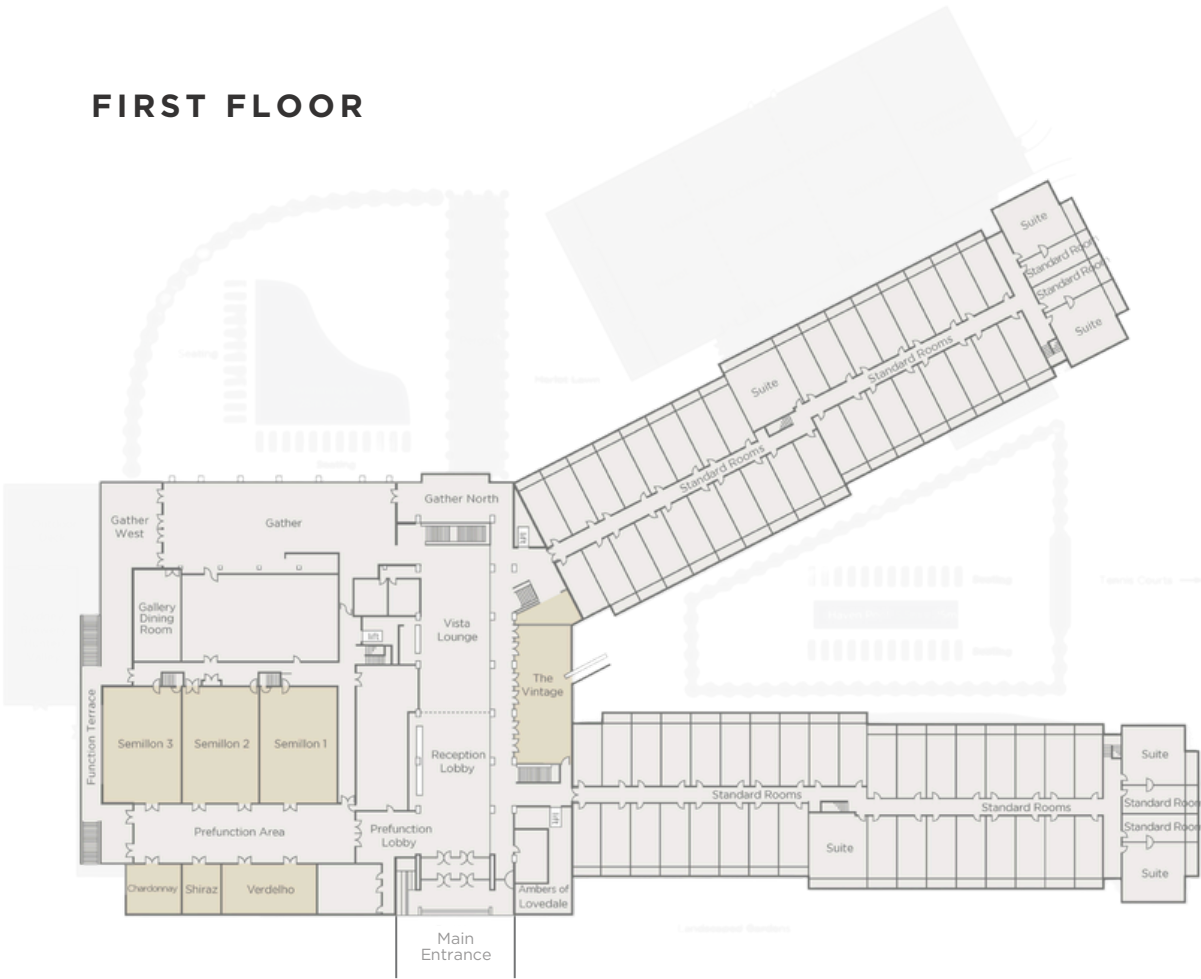 FIRST FLOOR
Suite
Standard Room
Standard Room
Suite
Suite
Standard Rooms
Standard Rooms
Gather North
Gather
West
Gather
lift
Gallery
Dining
Room
lift
Vista
Lounge
The
Vintage
Function Terrace
Semillon 3
Semillon 2
Semillon 1
Reception
Lobby
Suite
Standard Rooms
Standard Rooms
Standard Room
Standard Room
lift
Prefunction Area
Prefunction
Lobby
Suite
Suite
Chardonnay
Shiraz
Verdelho
Ambers of
Lovedale
Main
Entrance